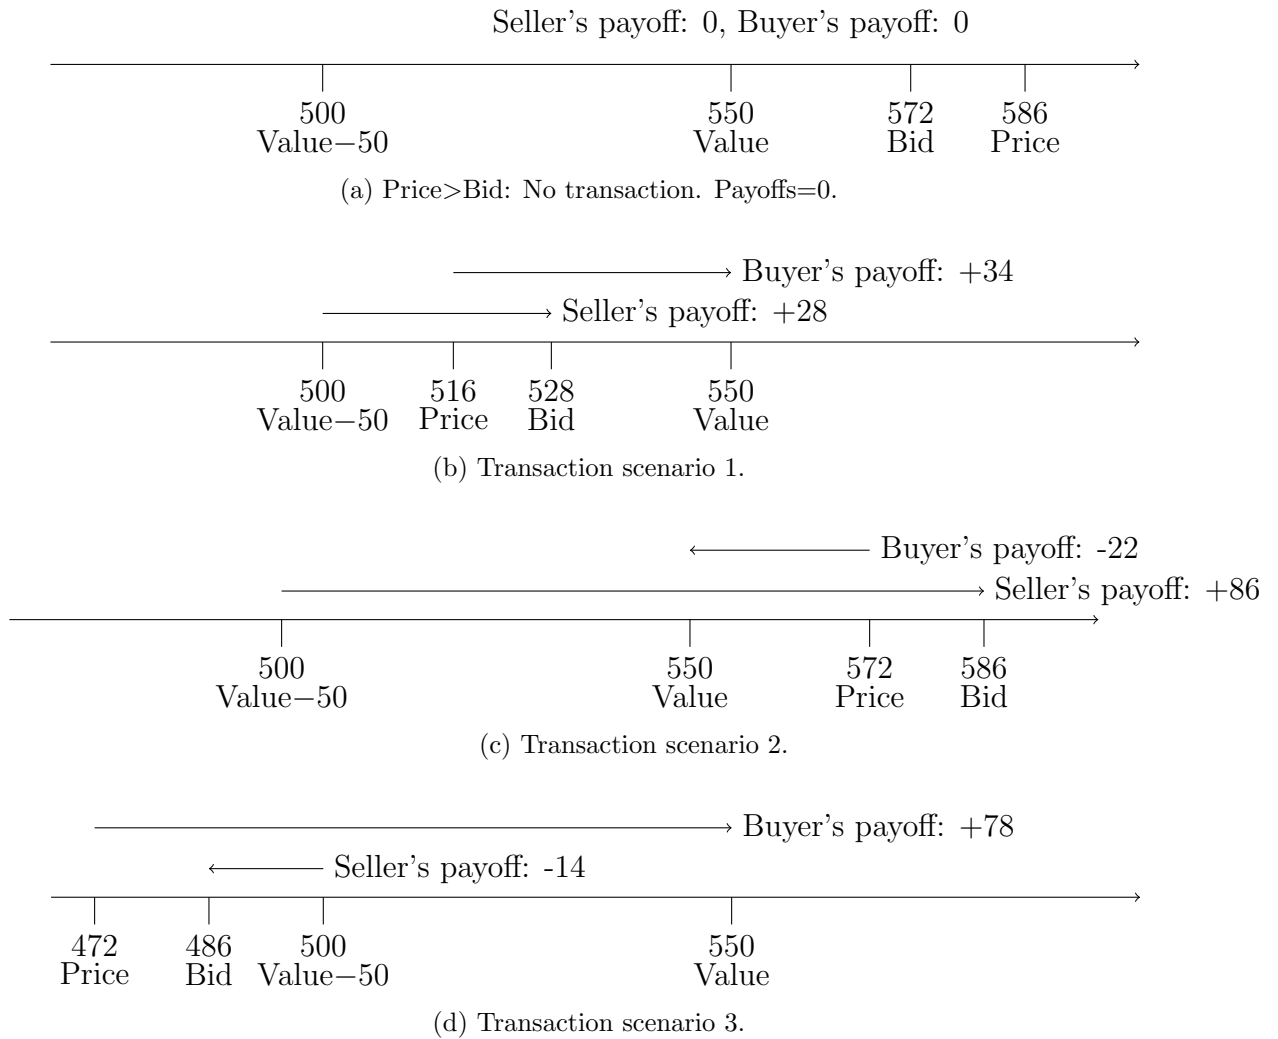 Seller's payoff: 0, Buyer's payoff: 0
500 550 572 586
Value−50 Value Bid Price
(a) Price>Bid: No transaction. Payoffs=0.
Buyer's payoff: +34
Seller's payoff: +28
500 516 528 550
Value−50 Price Bid Value
(b) Transaction scenario 1.
Buyer's payoff: -22
Seller's payoff: +86
500 550 572 586
Value−50 Value Price Bid
(c) Transaction scenario 2.
Buyer's payoff: +78
Seller's payoff: -14
472 486 500 550
Price Bid Value−50 Value
(d) Transaction scenario 3.